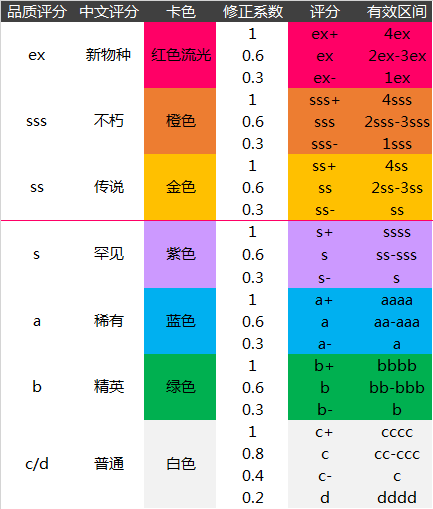 品质评分 中文评分 卡色 修正系数 评分 有效区间
1 ex+ 4ex
ex 新物种 红色流光 0.6 ex 2ex-3ex
0.3 ex- 1ex
1 sss+ 4sss
sss 不朽 橙色 0.6 sss 2sss-3sss
0.3 sss- 1sss
1 ss+ 4ss
ss 传说 金色 0.6 ss 2ss-3ss
0.3 ss- ss
1 s+ ssss
s 罕见 紫色 0.6 s ss-sss
0.3 s- s
1 a+ aaaa
a 稀有 蓝色 0.6 a aa-aaa
0.3 a- a
1 b+ bbbb
b 精英 绿色 0.6 b bb-bbb
0.3 b- b
1 c+ cccc
c/d 普通 白色 0.8 c cc-ccc
0.4 c- c
0.2 d dddd